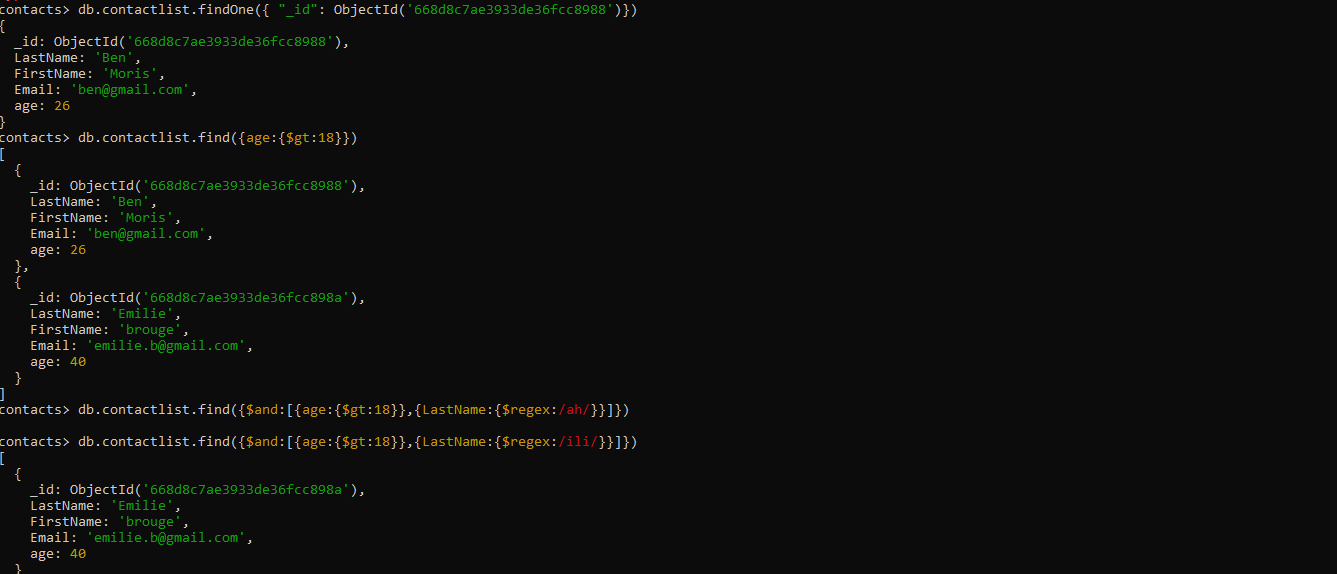 contacts> db.contactlist.findOne({ "_id": ObjectId('668d8c7ae3933de36fcc8988')})
{
  _id: ObjectId('668d8c7ae3933de36fcc8988'),
  LastName: 'Ben',
  FirstName: 'Moris',
  Email: 'ben@gmail.com',
  age: 26
}
contacts> db.contactlist.find({age:{$gt:18}})
[
  {
    _id: ObjectId('668d8c7ae3933de36fcc8988'),
    LastName: 'Ben',
    FirstName: 'Moris',
    Email: 'ben@gmail.com',
    age: 26
  },
  {
    _id: ObjectId('668d8c7ae3933de36fcc898a'),
    LastName: 'Emilie',
    FirstName: 'brouge',
    Email: 'emilie.b@gmail.com',
    age: 40
  }
]
contacts> db.contactlist.find({$and:[{age:{$gt:18}},{LastName:{$regex:/ah/}}]})

contacts> db.contactlist.find({$and:[{age:{$gt:18}},{LastName:{$regex:/ili/}}]})
[
  {
    _id: ObjectId('668d8c7ae3933de36fcc898a'),
    LastName: 'Emilie',
    FirstName: 'brouge',
    Email: 'emilie.b@gmail.com',
    age: 40
  }